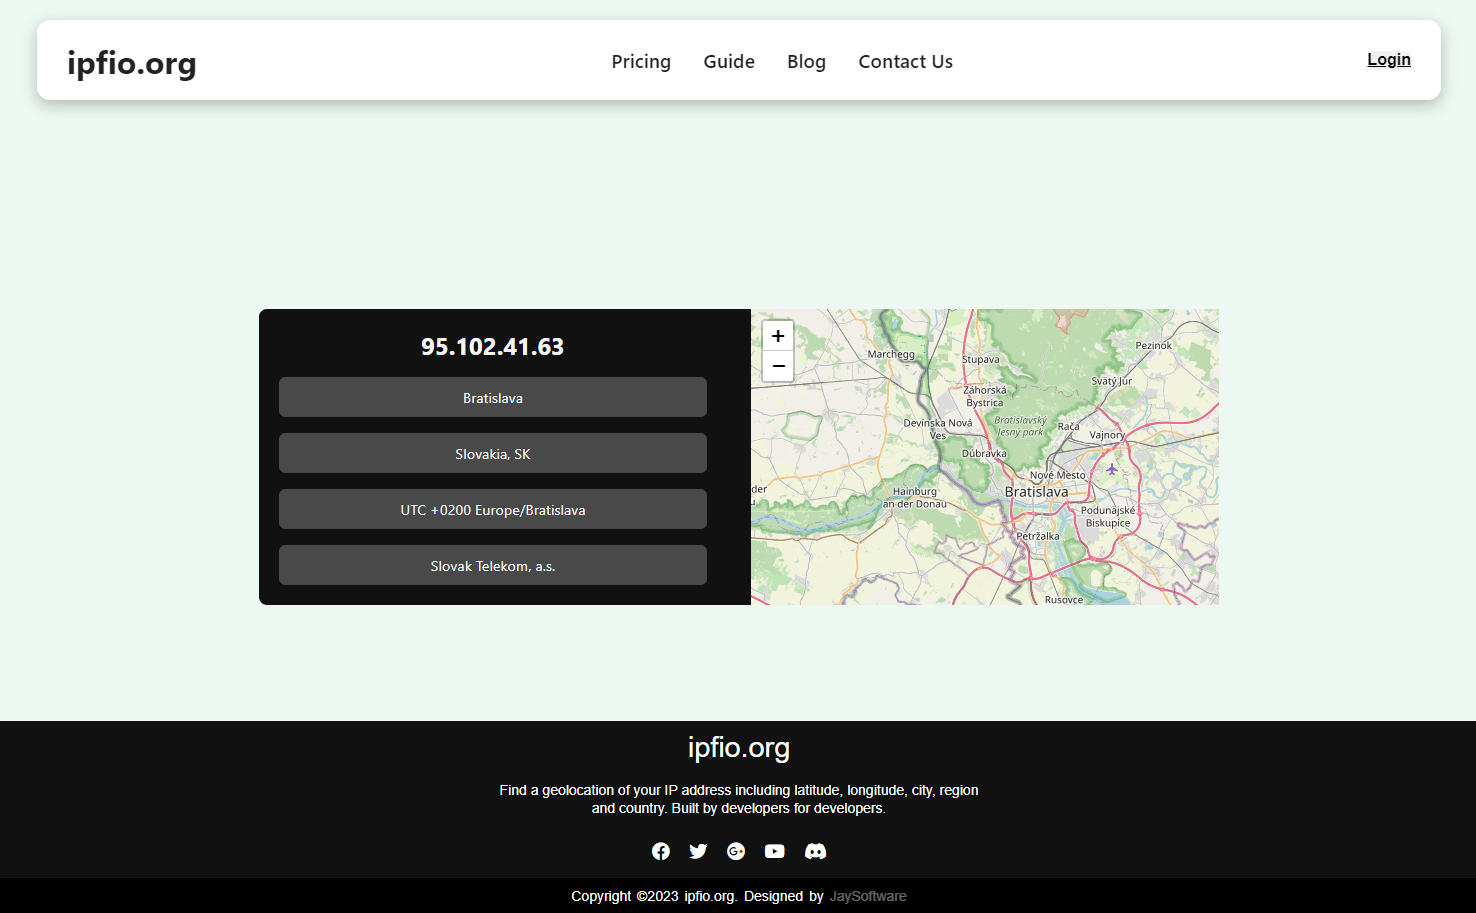 ipfio.org
Pricing
Guide
Blog
Contact Us
Login
95.102.41.63
Bratislava
Slovakia, SK
UTC +0200 Europe/Bratislava
Slovak Telekom, a.s.
+
−
Marchegg
Stupava
Pezinok
Záhorská
Bystrica
Svätý Jur
Bratislavský
lesný park
Devínska Nová
Ves
Rača
Vajnory
Dúbravka
Nové Mesto
Hainburg
an der Donau
Bratislava
Podunajské
Biskupice
Petržalka
Rusovce
ipfio.org
Find a geolocation of your IP address including latitude, longitude, city, region
and country. Built by developers for developers.
Copyright ©2023 ipfio.org. Designed by JaySoftware